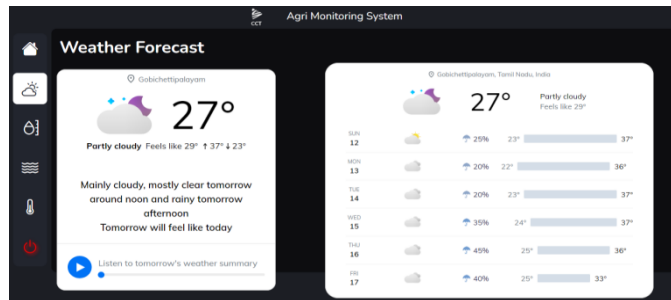 CCT
Agri Monitoring System
Weather Forecast
Gobichettipalayam
27°
Partly cloudy Feels like 29° ↑ 37° ↓ 23°
Mainly cloudy, mostly clear tomorrow
around noon and rainy tomorrow
afternoon
Tomorrow will feel like today
Listen to tomorrow's weather summary
Gobichettipalayam, Tamil Nadu, India
27°
Partly cloudy
Feels like 29°
SUN
12
25% 23° 37°
MON
13
20% 22° 36°
TUE
14
20% 23° 37°
WED
15
35% 24° 37°
THU
16
45% 25° 36°
FRI
17
40% 25° 33°